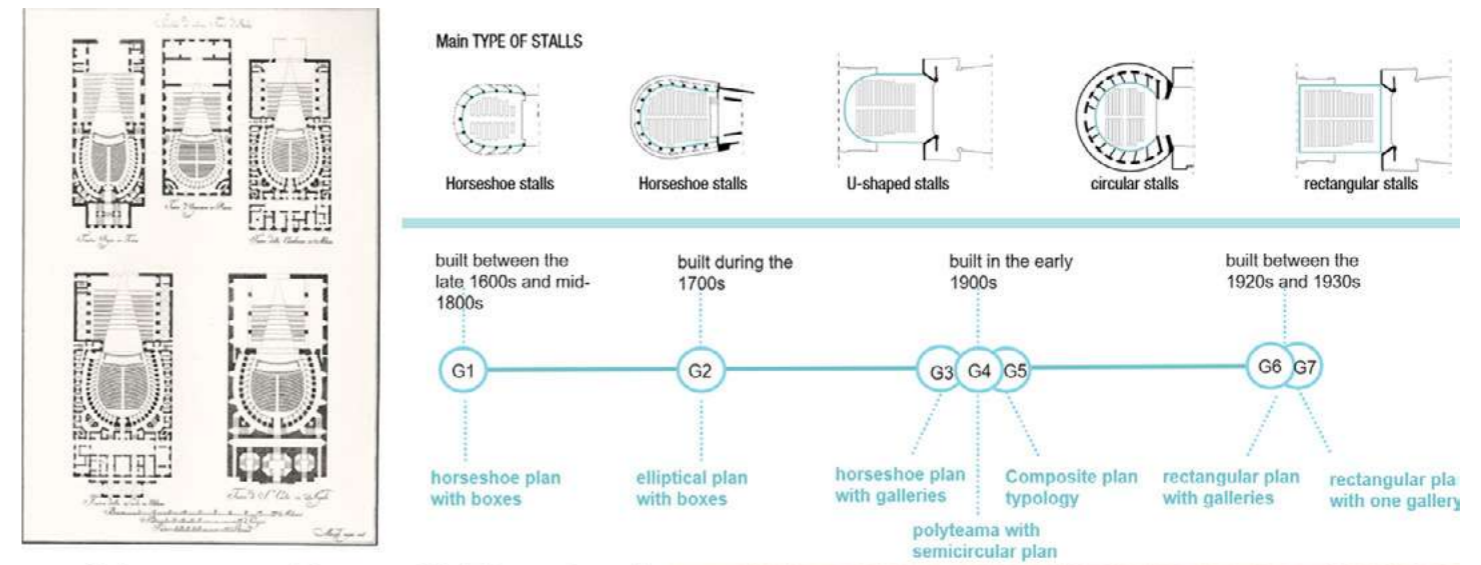 Main TYPE OF STALLS
Horseshoe stalls
Horseshoe stalls
U-shaped stalls
circular stalls
rectangular stalls
built between the
late 1600s and mid-
1800s
built during the
1700s
built in the early
1900s
built between the
1920s and 1930s
G1
G2
G3
G4
G5
G6
G7
horseshoe plan
with boxes
elliptical plan
with boxes
horseshoe plan
with galleries
polyteama with
semicircular plan
Composite plan
typology
rectangular plan
with galleries
rectangular pla
with one gallery